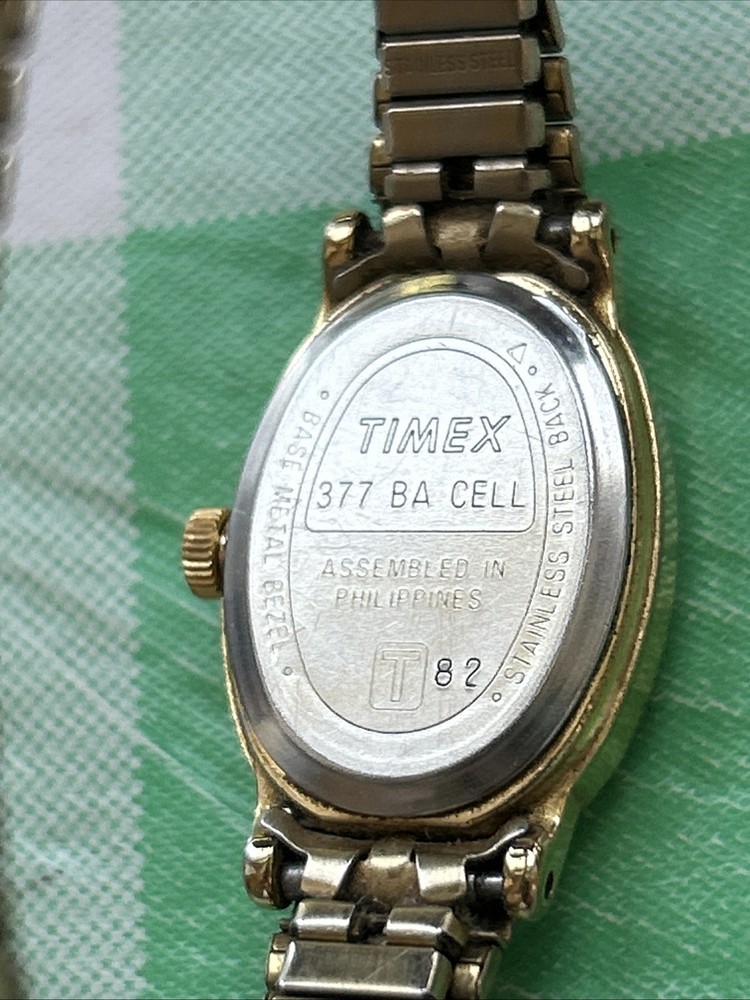 STAINLESS STEEL
TIMEX
377 BA CELL
ASSEMBLED IN
PHILIPPINES
T 82
• BASE METAL BEZEL •
• STAINLESS STEEL BACK •